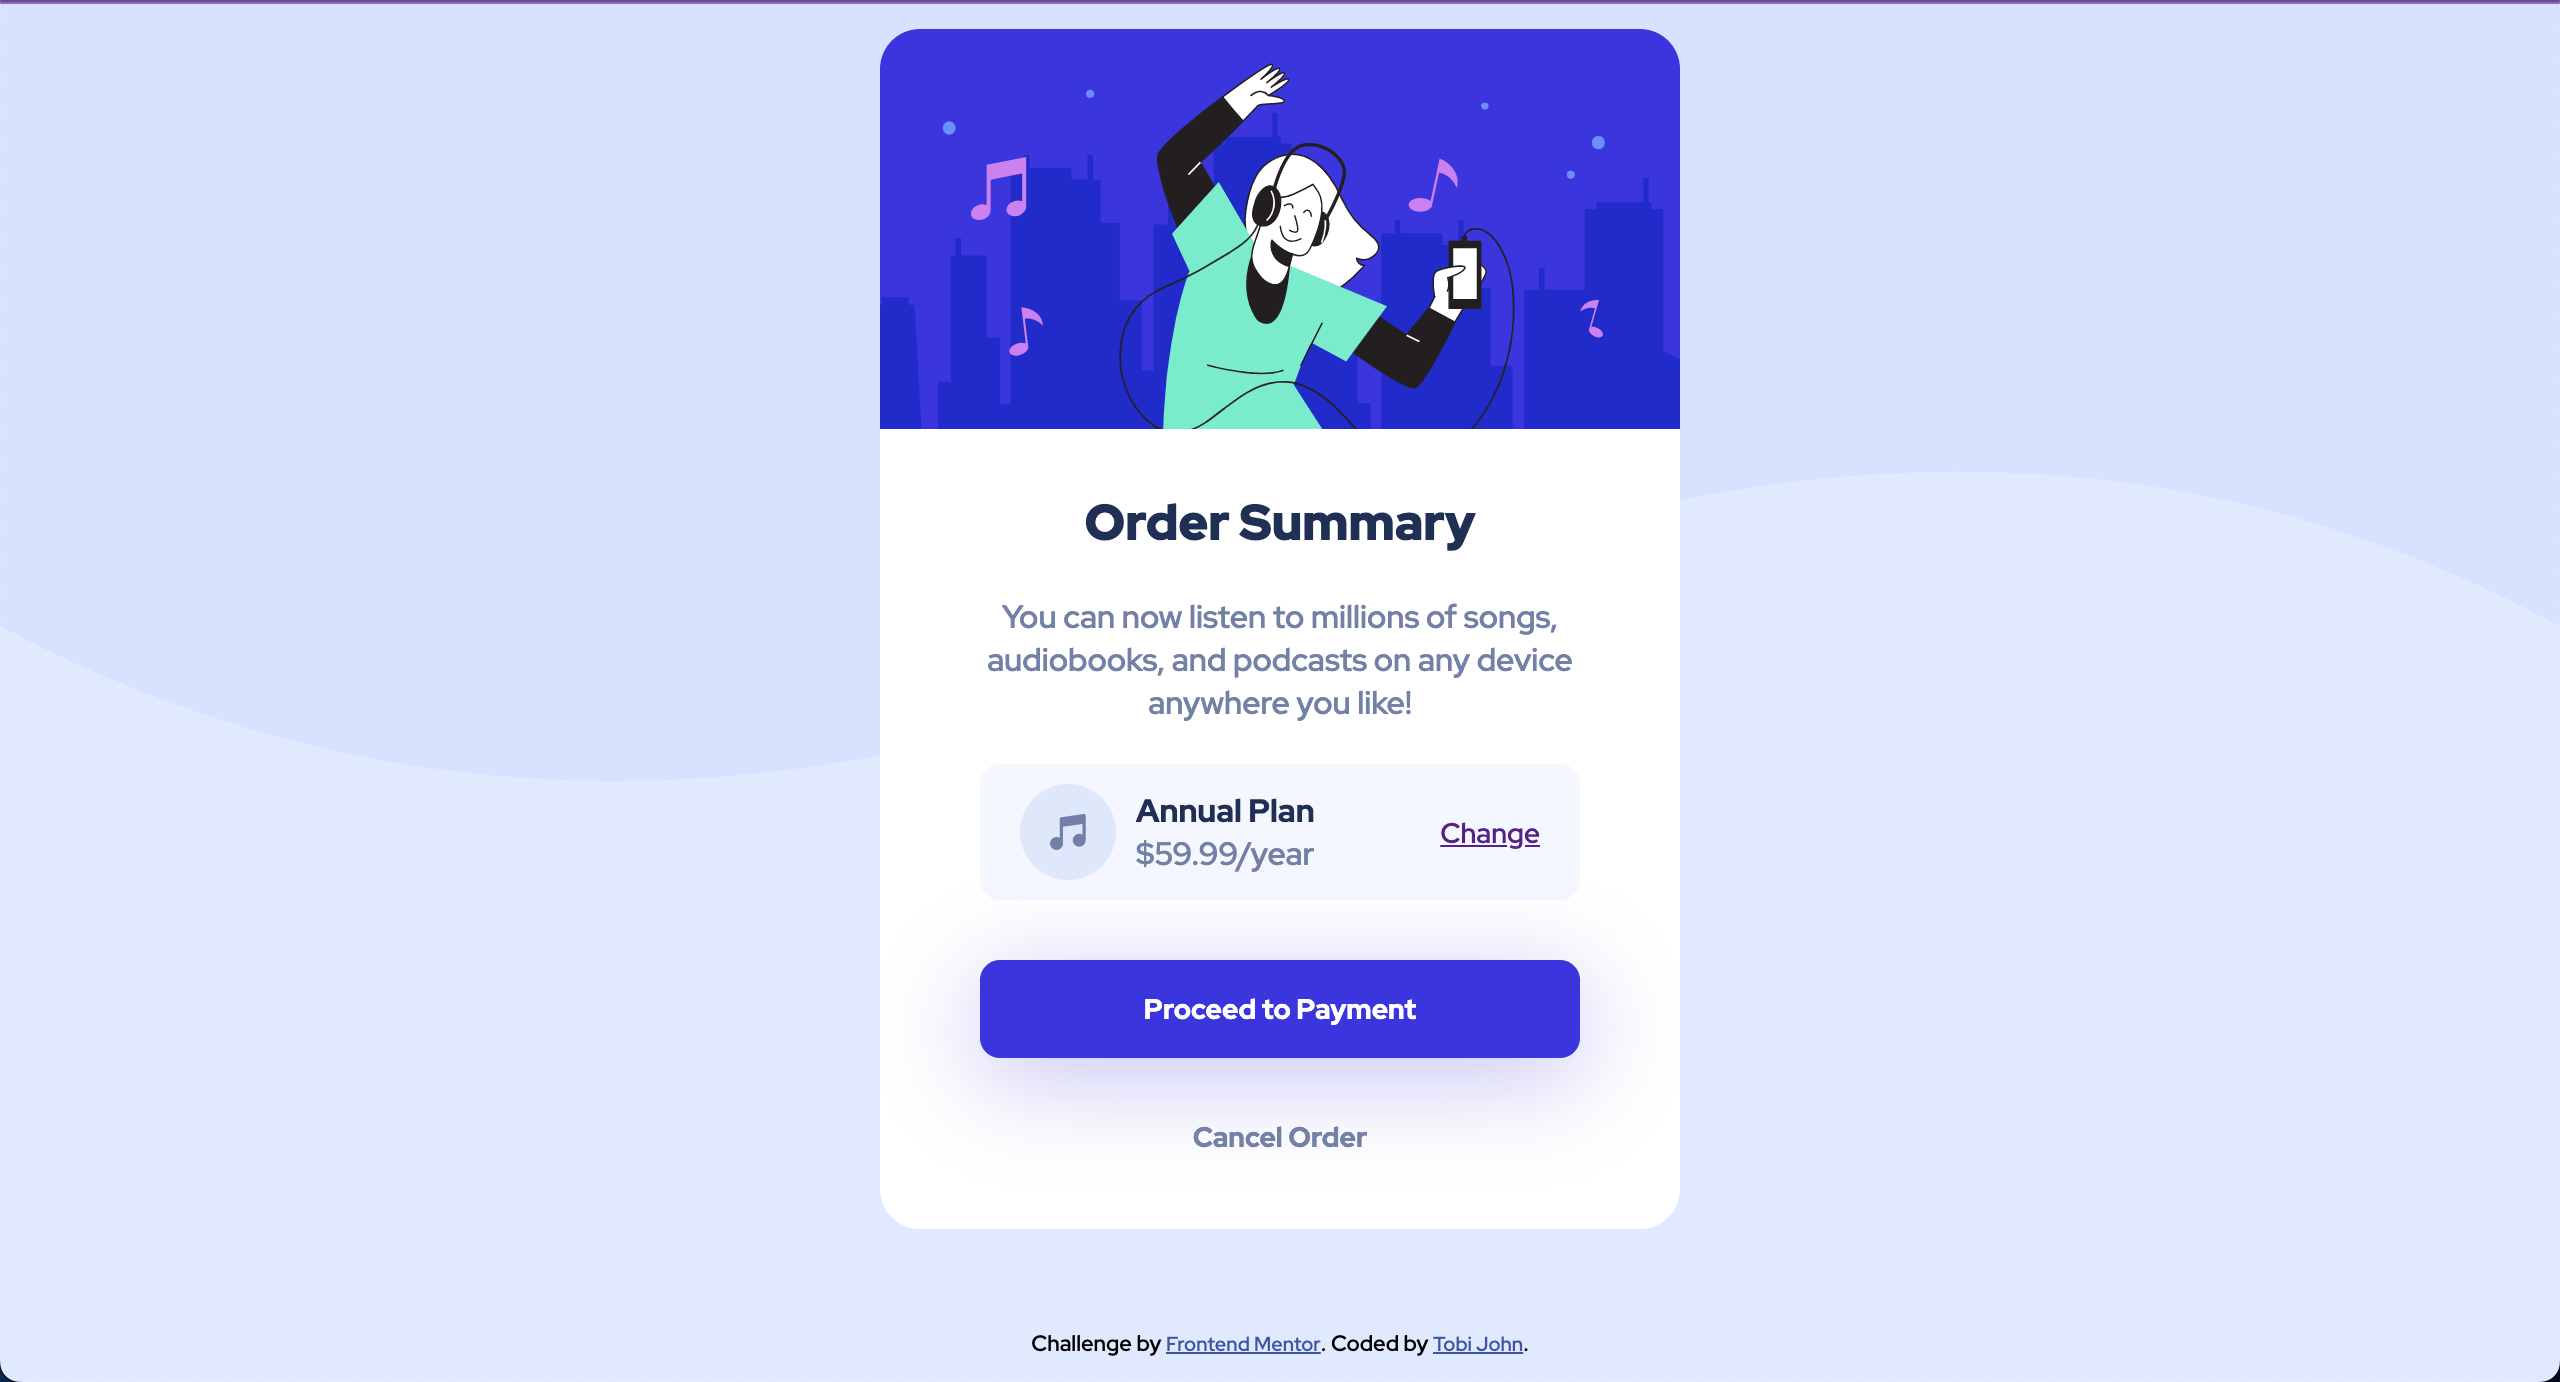 Order Summary
You can now listen to millions of songs,
audiobooks, and podcasts on any device
anywhere you like!
Annual Plan
$59.99/year
Change
Proceed to Payment
Cancel Order
Challenge by Frontend Mentor. Coded by Tobi John.